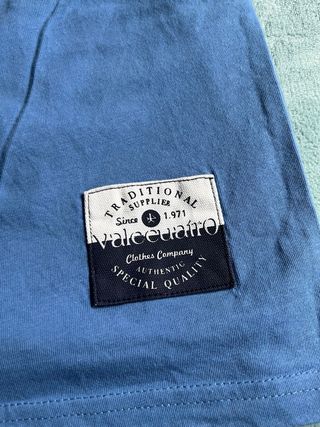 TRADITIONAL
SUPPLIER
Since 1.971
valecuatro
Clothes Company
AUTHENTIC
SPECIAL QUALITY